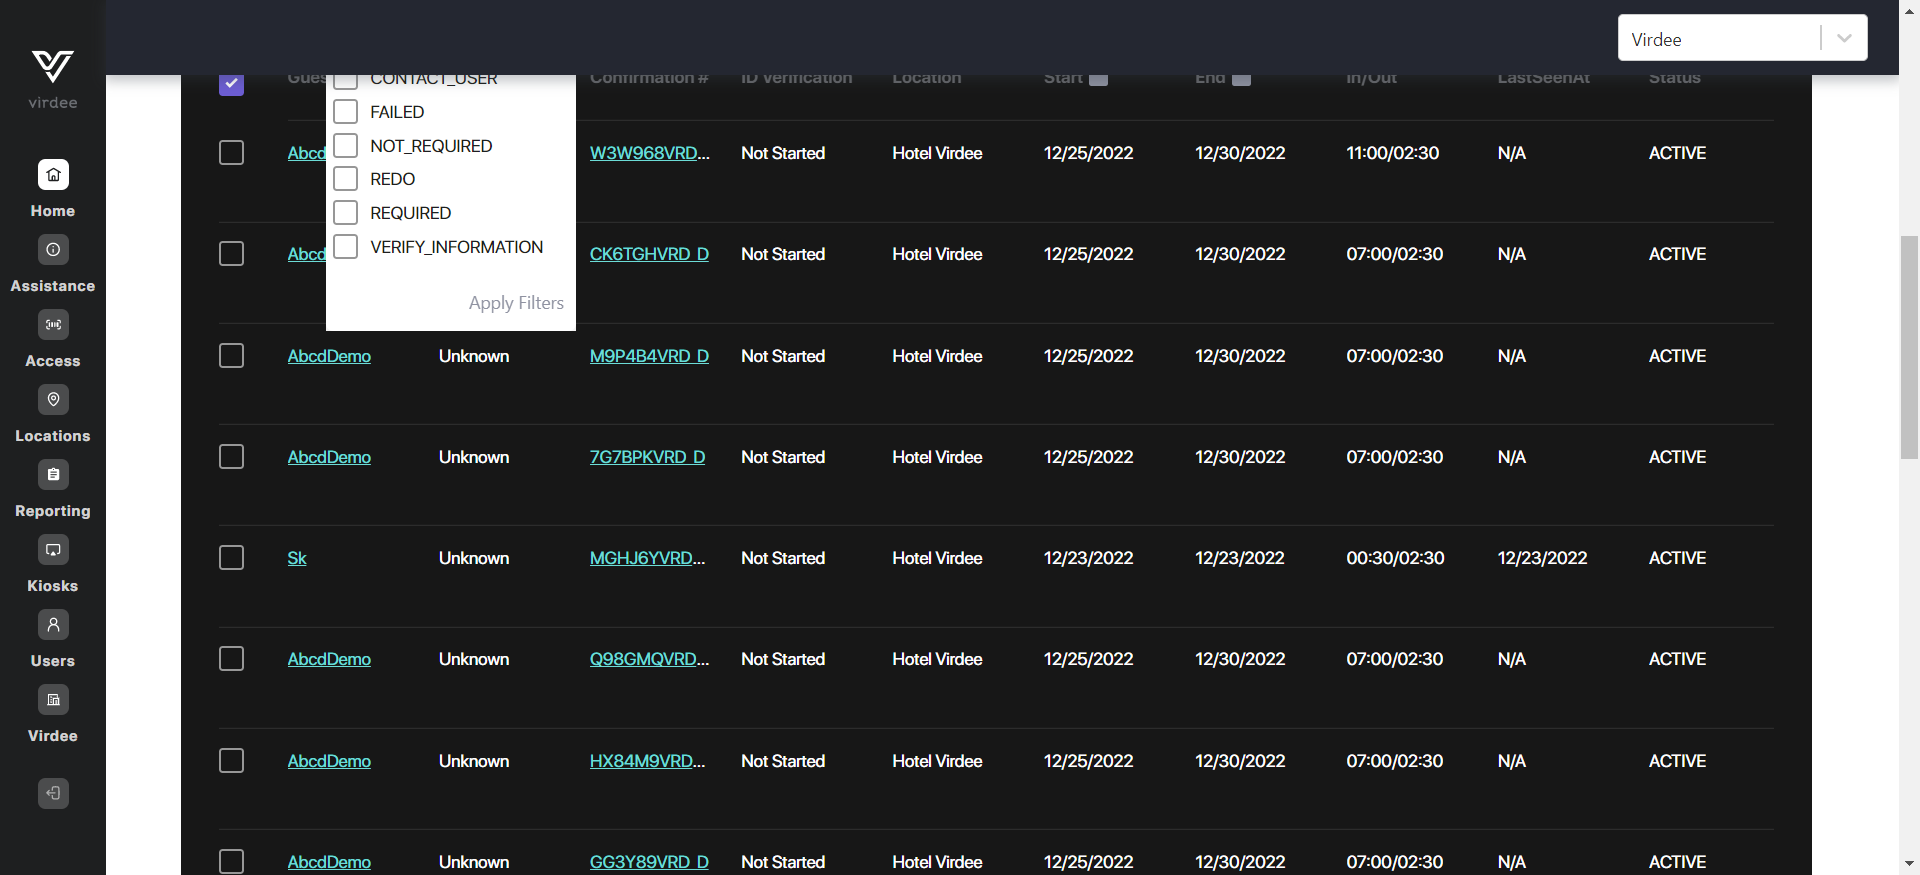 virdee
Home
Assistance
Access
Locations
Reporting
Kiosks
Users
Virdee
Virdee
Gues Confirmation # ID Verification Location Start End In/Out LastSeenAt Status
CONTACT_USER
FAILED
NOT_REQUIRED
REDO
REQUIRED
VERIFY_INFORMATION
Apply Filters
Abcd W3W968VRD... Not Started Hotel Virdee 12/25/2022 12/30/2022 11:00/02:30 N/A ACTIVE
Abcd CK6TGHVRD D Not Started Hotel Virdee 12/25/2022 12/30/2022 07:00/02:30 N/A ACTIVE
AbcdDemo Unknown M9P4B4VRD D Not Started Hotel Virdee 12/25/2022 12/30/2022 07:00/02:30 N/A ACTIVE
AbcdDemo Unknown 7G7BPKVRD D Not Started Hotel Virdee 12/25/2022 12/30/2022 07:00/02:30 N/A ACTIVE
Sk Unknown MGHJ6YVRD... Not Started Hotel Virdee 12/23/2022 12/23/2022 00:30/02:30 12/23/2022 ACTIVE
AbcdDemo Unknown Q98GMQVRD... Not Started Hotel Virdee 12/25/2022 12/30/2022 07:00/02:30 N/A ACTIVE
AbcdDemo Unknown HX84M9VRD... Not Started Hotel Virdee 12/25/2022 12/30/2022 07:00/02:30 N/A ACTIVE
AbcdDemo Unknown GG3Y89VRD D Not Started Hotel Virdee 12/25/2022 12/30/2022 07:00/02:30 N/A ACTIVE